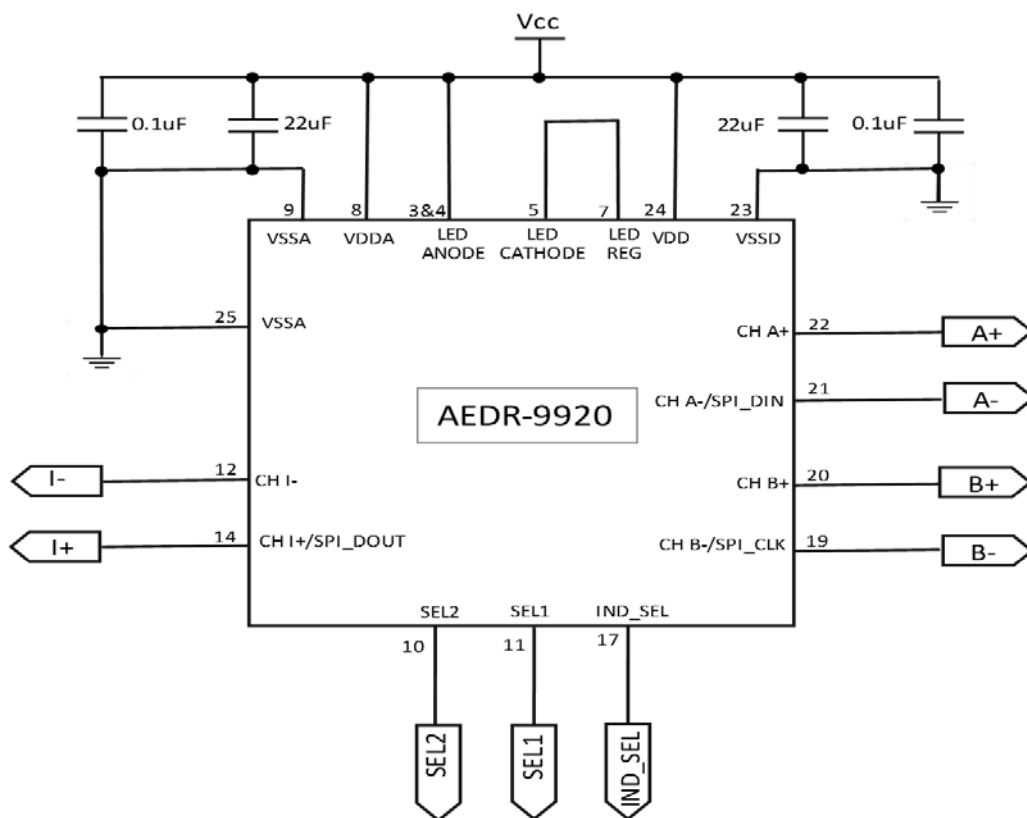 Vcc
0.1uF
22uF
22uF
0.1uF
9
8
3&4
5
7
24
23
VSSA
VDDA
LED
ANODE
LED
CATHODE
LED
REG
VDD
VSSD
25
VSSA
CH A+
22
A+
CH A-/SPI_DIN
21
A-
AEDR-9920
I-
12
CH I-
CH B+
20
B+
I+
14
CH I+/SPI_DOUT
CH B-/SPI_CLK
19
B-
SEL2
SEL1
IND_SEL
10
11
17
SEL2
SEL1
IND_SEL